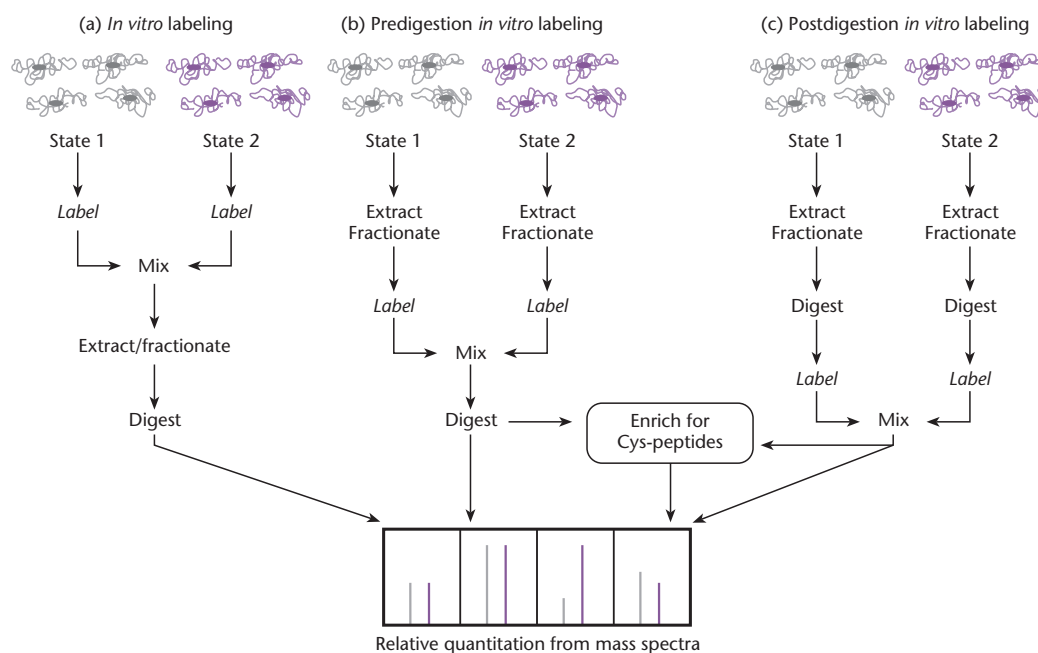 (a) In vitro labeling
State 1
State 2
Label
Label
Mix
Extract/fractionate
Digest
(b) Predigestion in vitro labeling
State 1
State 2
Extract
Fractionate
Extract
Fractionate
Label
Label
Mix
Digest
Enrich for
Cys-peptides
(c) Postdigestion in vitro labeling
State 1
State 2
Extract
Fractionate
Extract
Fractionate
Digest
Digest
Label
Label
Mix
Relative quantitation from mass spectra